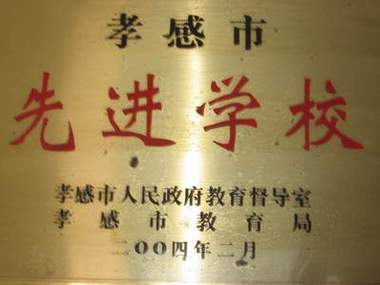 孝感市
先进学校
孝感市人民政府教育督导室
孝感市教育局
二〇〇四年二月